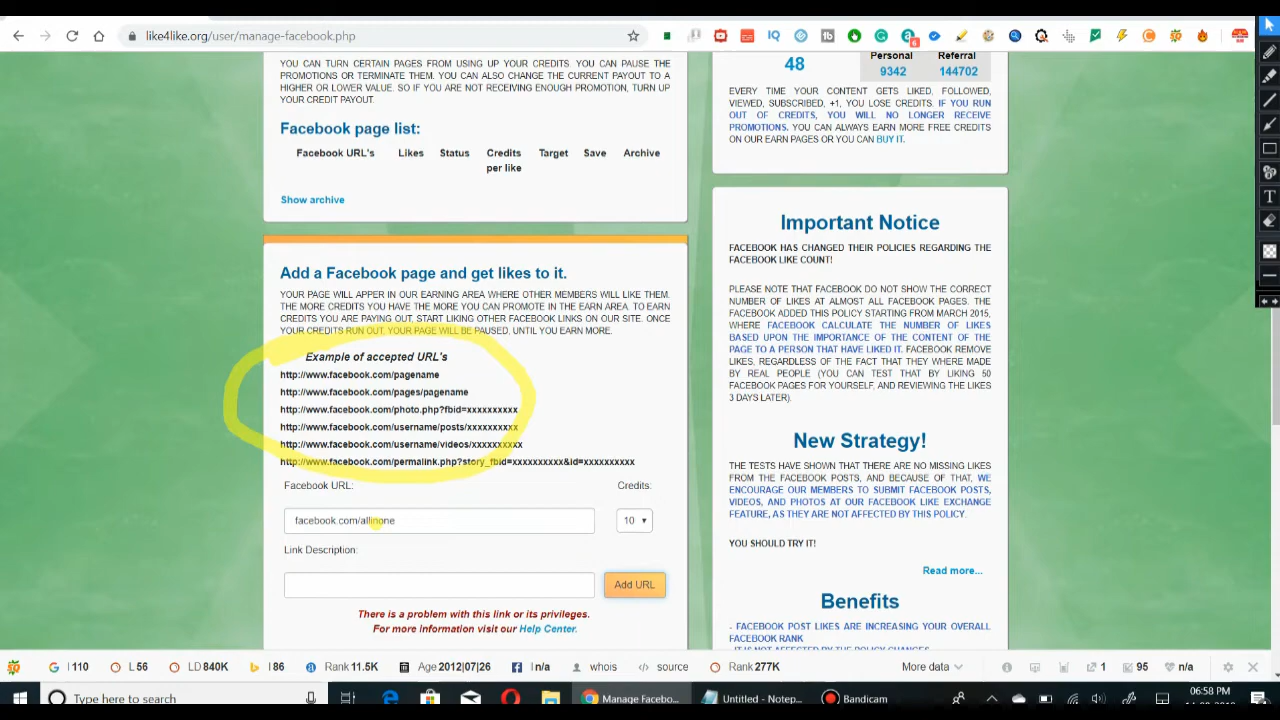 like4like.org/user/manage-facebook.php
YOU CAN TURN CERTAIN PAGES FROM USING UP YOUR CREDITS. YOU CAN PAUSE THE
PROMOTIONS OR TERMINATE THEM. YOU CAN ALSO CHANGE THE CURRENT PAYOUT TO A
HIGHER OR LOWER VALUE. SO IF YOU ARE NOT RECEIVING ENOUGH PROMOTION, TURN UP
YOUR CREDIT PAYOUT.
Facebook page list:
Facebook URL's Likes Status Credits per like Target Save Archive
Show archive
Add a Facebook page and get likes to it.
YOUR PAGE WILL APPER IN OUR EARNING AREA WHERE OTHER MEMBERS WILL LIKE THEM.
THE MORE CREDITS YOU HAVE THE MORE YOU CAN PROMOTE IN THE EARN AREA. TO EARN
CREDITS YOU ARE PAYING OUT, START LIKING OTHER FACEBOOK LINKS ON OUR SITE. ONCE
YOUR CREDITS RUN OUT, YOUR PAGE WILL BE PAUSED, UNTIL YOU EARN MORE.
Example of accepted URL's
http://www.facebook.com/pagename
http://www.facebook.com/pages/pagename
http://www.facebook.com/photo.php?fbid=xxxxxxxxxx
http://www.facebook.com/username/posts/xxxxxxxxxx
http://www.facebook.com/username/videos/xxxxxxxxxx
http://www.facebook.com/permalink.php?story_fbid=xxxxxxxxxx&id=xxxxxxxxxx
Facebook URL: Credits:
facebook.com/allinone 10
Link Description:
Add URL
There is a problem with this link or its privileges.
For more information visit our Help Center.
48 Personal 9342 Referral 144702
EVERY TIME YOUR CONTENT GETS LIKED, FOLLOWED,
VIEWED, SUBSCRIBED, +1, YOU LOSE CREDITS. IF YOU RUN
OUT OF CREDITS, YOU WILL NO LONGER RECEIVE
PROMOTIONS. YOU CAN ALWAYS EARN MORE FREE CREDITS
ON OUR EARN PAGES OR YOU CAN BUY IT.
Important Notice
FACEBOOK HAS CHANGED THEIR POLICIES REGARDING THE
FACEBOOK LIKE COUNT!
PLEASE NOTE THAT FACEBOOK DO NOT SHOW THE CORRECT
NUMBER OF LIKES AT ALMOST ALL FACEBOOK PAGES. THE
FACEBOOK ADDED THIS POLICY STARTING FROM MARCH 2015,
WHERE FACEBOOK CALCULATE THE NUMBER OF LIKES
BASED UPON THE IMPORTANCE OF THE CONTENT OF THE
PAGE TO A PERSON THAT HAVE LIKED IT. FACEBOOK REMOVE
LIKES, REGARDLESS OF THE FACT THAT THEY WHERE MADE
BY REAL PEOPLE (YOU CAN TEST THAT BY LIKING 50
FACEBOOK PAGES FOR YOURSELF, AND REVIEWING THE LIKES
3 DAYS LATER).
New Strategy!
THE TESTS HAVE SHOWN THAT THERE ARE NO MISSING LIKES
FROM THE FACEBOOK POSTS, AND BECAUSE OF THAT, WE
ENCOURAGE OUR MEMBERS TO SUBMIT FACEBOOK POSTS,
VIDEOS, AND PHOTOS AT OUR FACEBOOK LIKE EXCHANGE
FEATURE, AS THEY ARE NOT AFFECTED BY THIS POLICY.
YOU SHOULD TRY IT!
Read more...
Benefits
- FACEBOOK POST LIKES ARE INCREASING YOUR OVERALL
FACEBOOK RANK
I 110 L 56 LD 840K I 86 Rank 11.5K Age 2012|07|26 I n/a whois source Rank 277K More data 1 95 n/a
Type here to search Manage Facebo... Untitled - Notep... Bandicam 06:58 PM